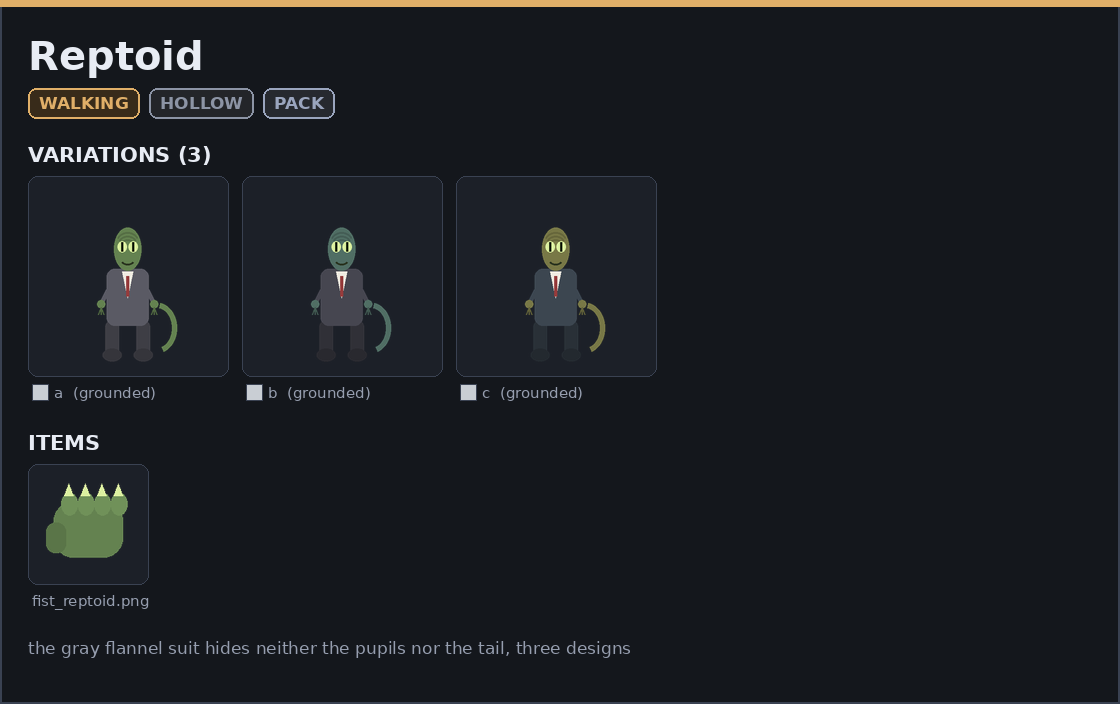 Reptoid
WALKING HOLLOW PACK
VARIATIONS (3)
a (grounded) b (grounded) c (grounded)
ITEMS
fist_reptoid.png
the gray flannel suit hides neither the pupils nor the tail, three designs